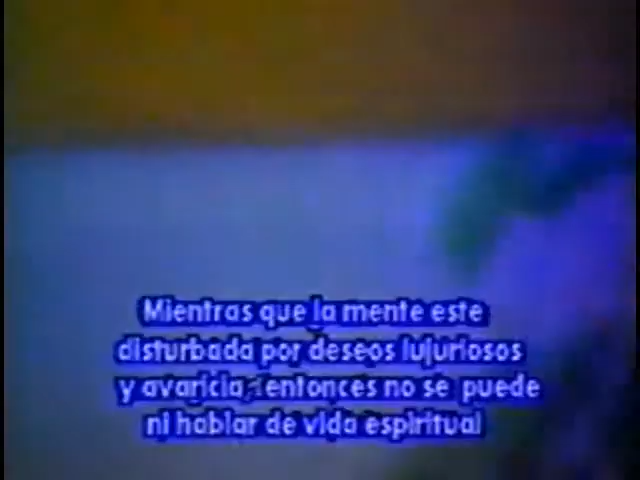 Mientras que la mente este
disturbada por deseos lujuriosos
y avaricia, entonces no se puede
ni hablar de vida espiritual